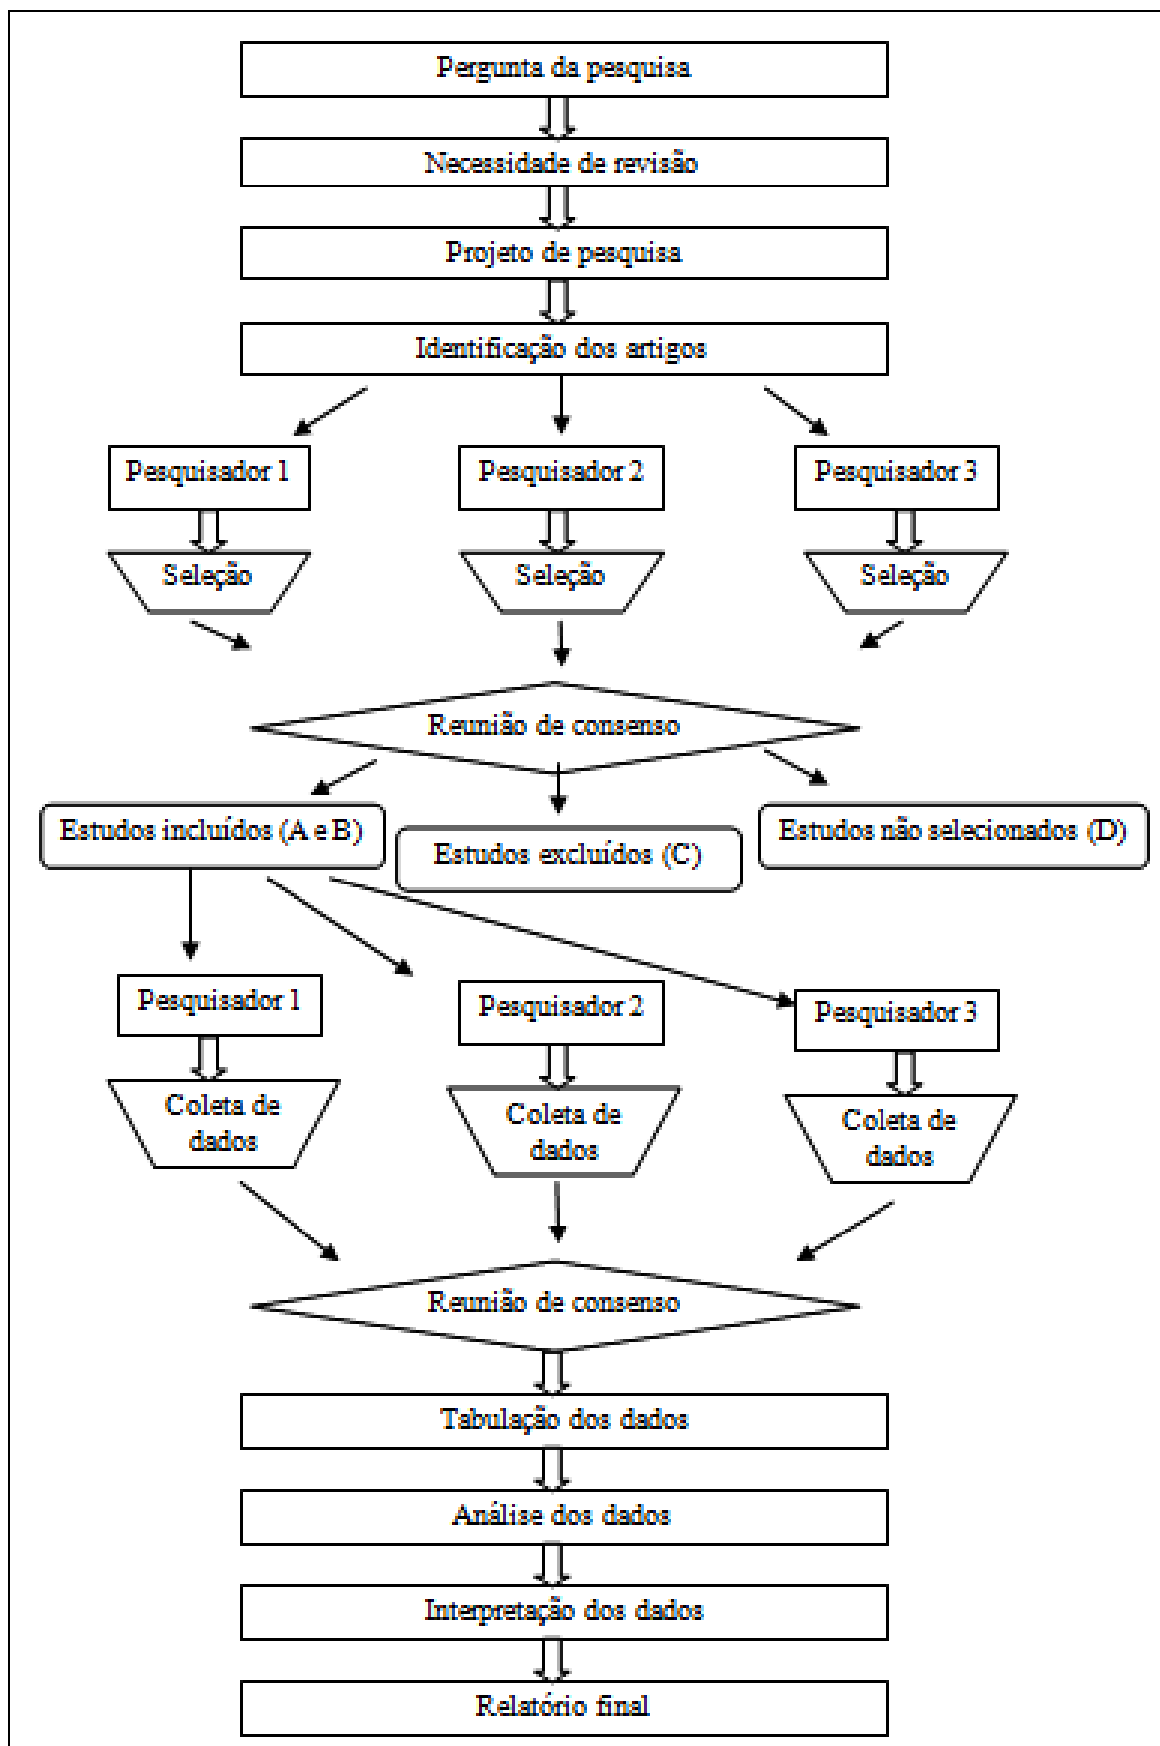 Pergunta da pesquisa
Necessidade de revisão
Projeto de pesquisa
Identificação dos artigos
Pesquisador 1
Pesquisador 2
Pesquisador 3
Seleção
Seleção
Seleção
Reunião de consenso
Estudos incluídos (A e B)
Estudos excluídos (C)
Estudos não selecionados (D)
Pesquisador 1
Pesquisador 2
Pesquisador 3
Coleta de
dados
Coleta de
dados
Coleta de
dados
Reunião de consenso
Tabulação dos dados
Análise dos dados
Interpretação dos dados
Relatório final